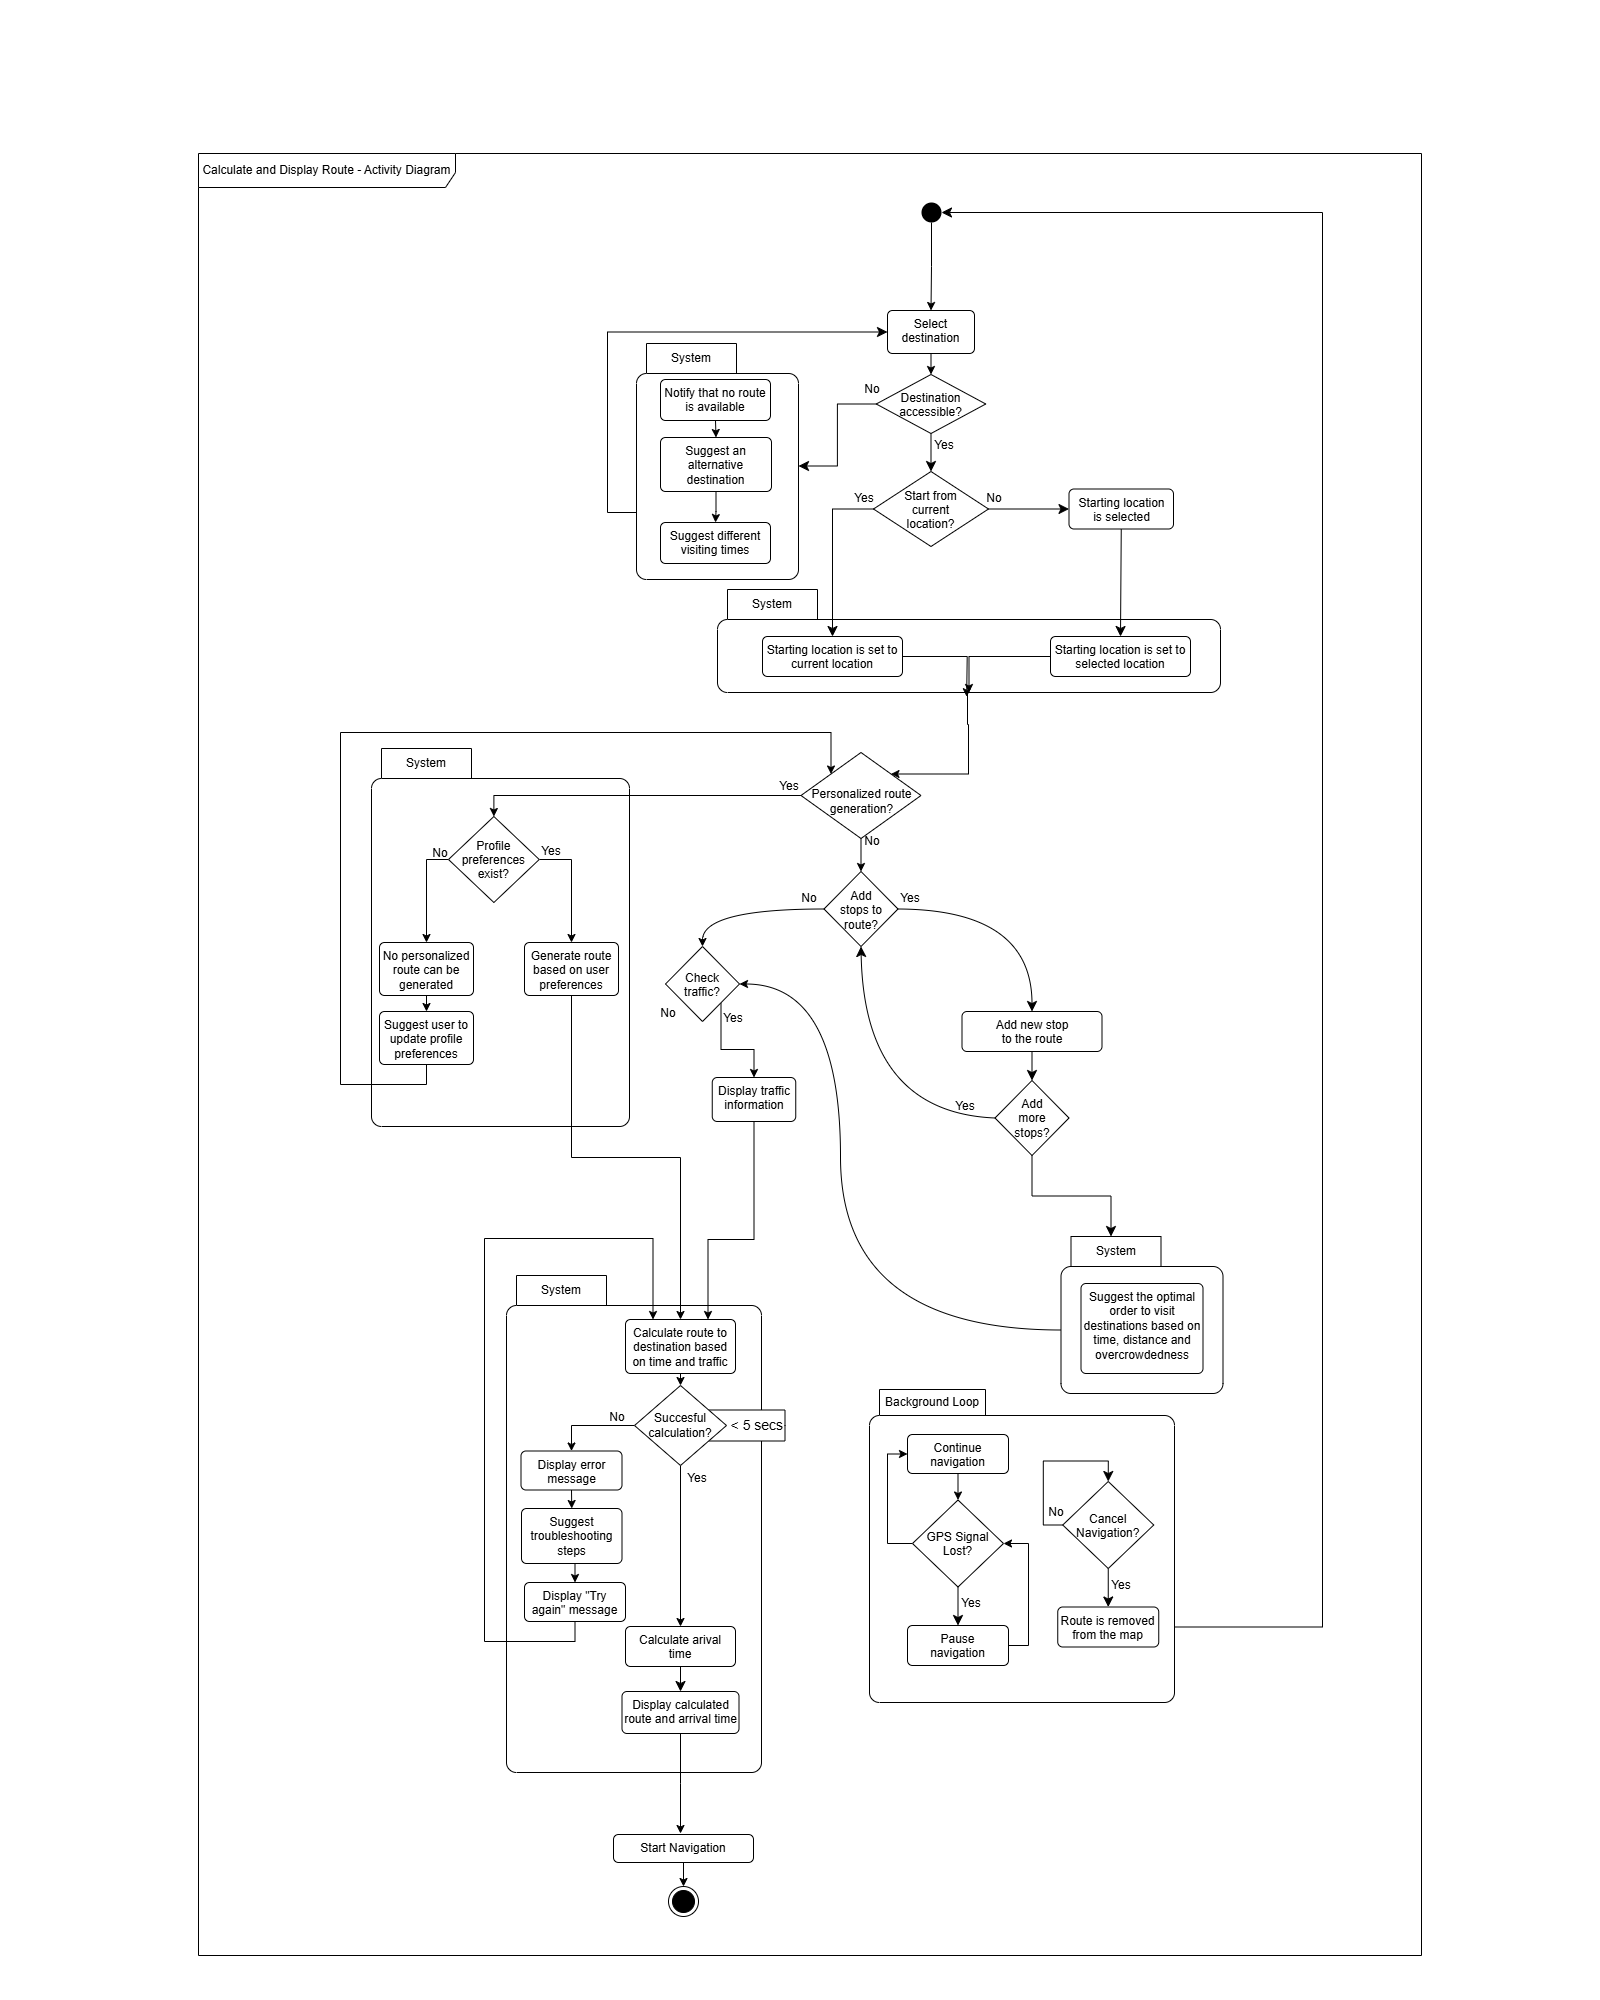 Calculate and Display Route - Activity Diagram
Select
destination
System
Notify that no route
is available
Suggest an
alternative
destination
Suggest different
visiting times
No
Destination
accessible?
Yes
Yes
Start from
current
location?
No
Starting location
is selected
System
Starting location is set to
current location
Starting location is set to
selected location
System
Yes
Personalized route
generation?
No
Profile
preferences
exist?
No
Yes
No personalized
route can be
generated
Generate route
based on user
preferences
Suggest user to
update profile
preferences
No
Add
stops to
route?
Yes
Check
traffic?
No
Yes
Add new stop
to the route
Display traffic
information
Yes
Add
more
stops?
System
Suggest the optimal
order to visit
destinations based on
time, distance and
overcrowdedness
System
Calculate route to
destination based
on time and traffic
No
Succesful
calculation?
< 5 secs
Yes
Display error
message
Suggest
troubleshooting
steps
Display "Try
again" message
Calculate arival
time
Display calculated
route and arrival time
Background Loop
Continue
navigation
GPS Signal
Lost?
Yes
Pause
navigation
No
Cancel
Navigation?
Yes
Route is removed
from the map
Start Navigation